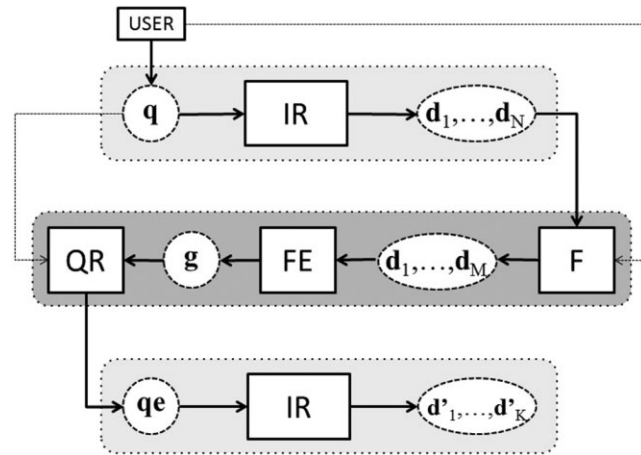 USER
q
IR
d1,…,dN
QR
g
FE
d1,…,dM
F
qe
IR
d’1,…,d’K